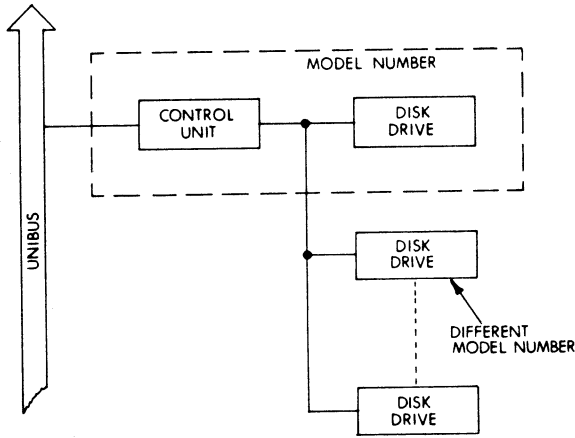 MODEL NUMBER
CONTROL
UNIT
DISK
DRIVE
UNIBUS
DISK
DRIVE
DIFFERENT
MODEL NUMBER
DISK
DRIVE